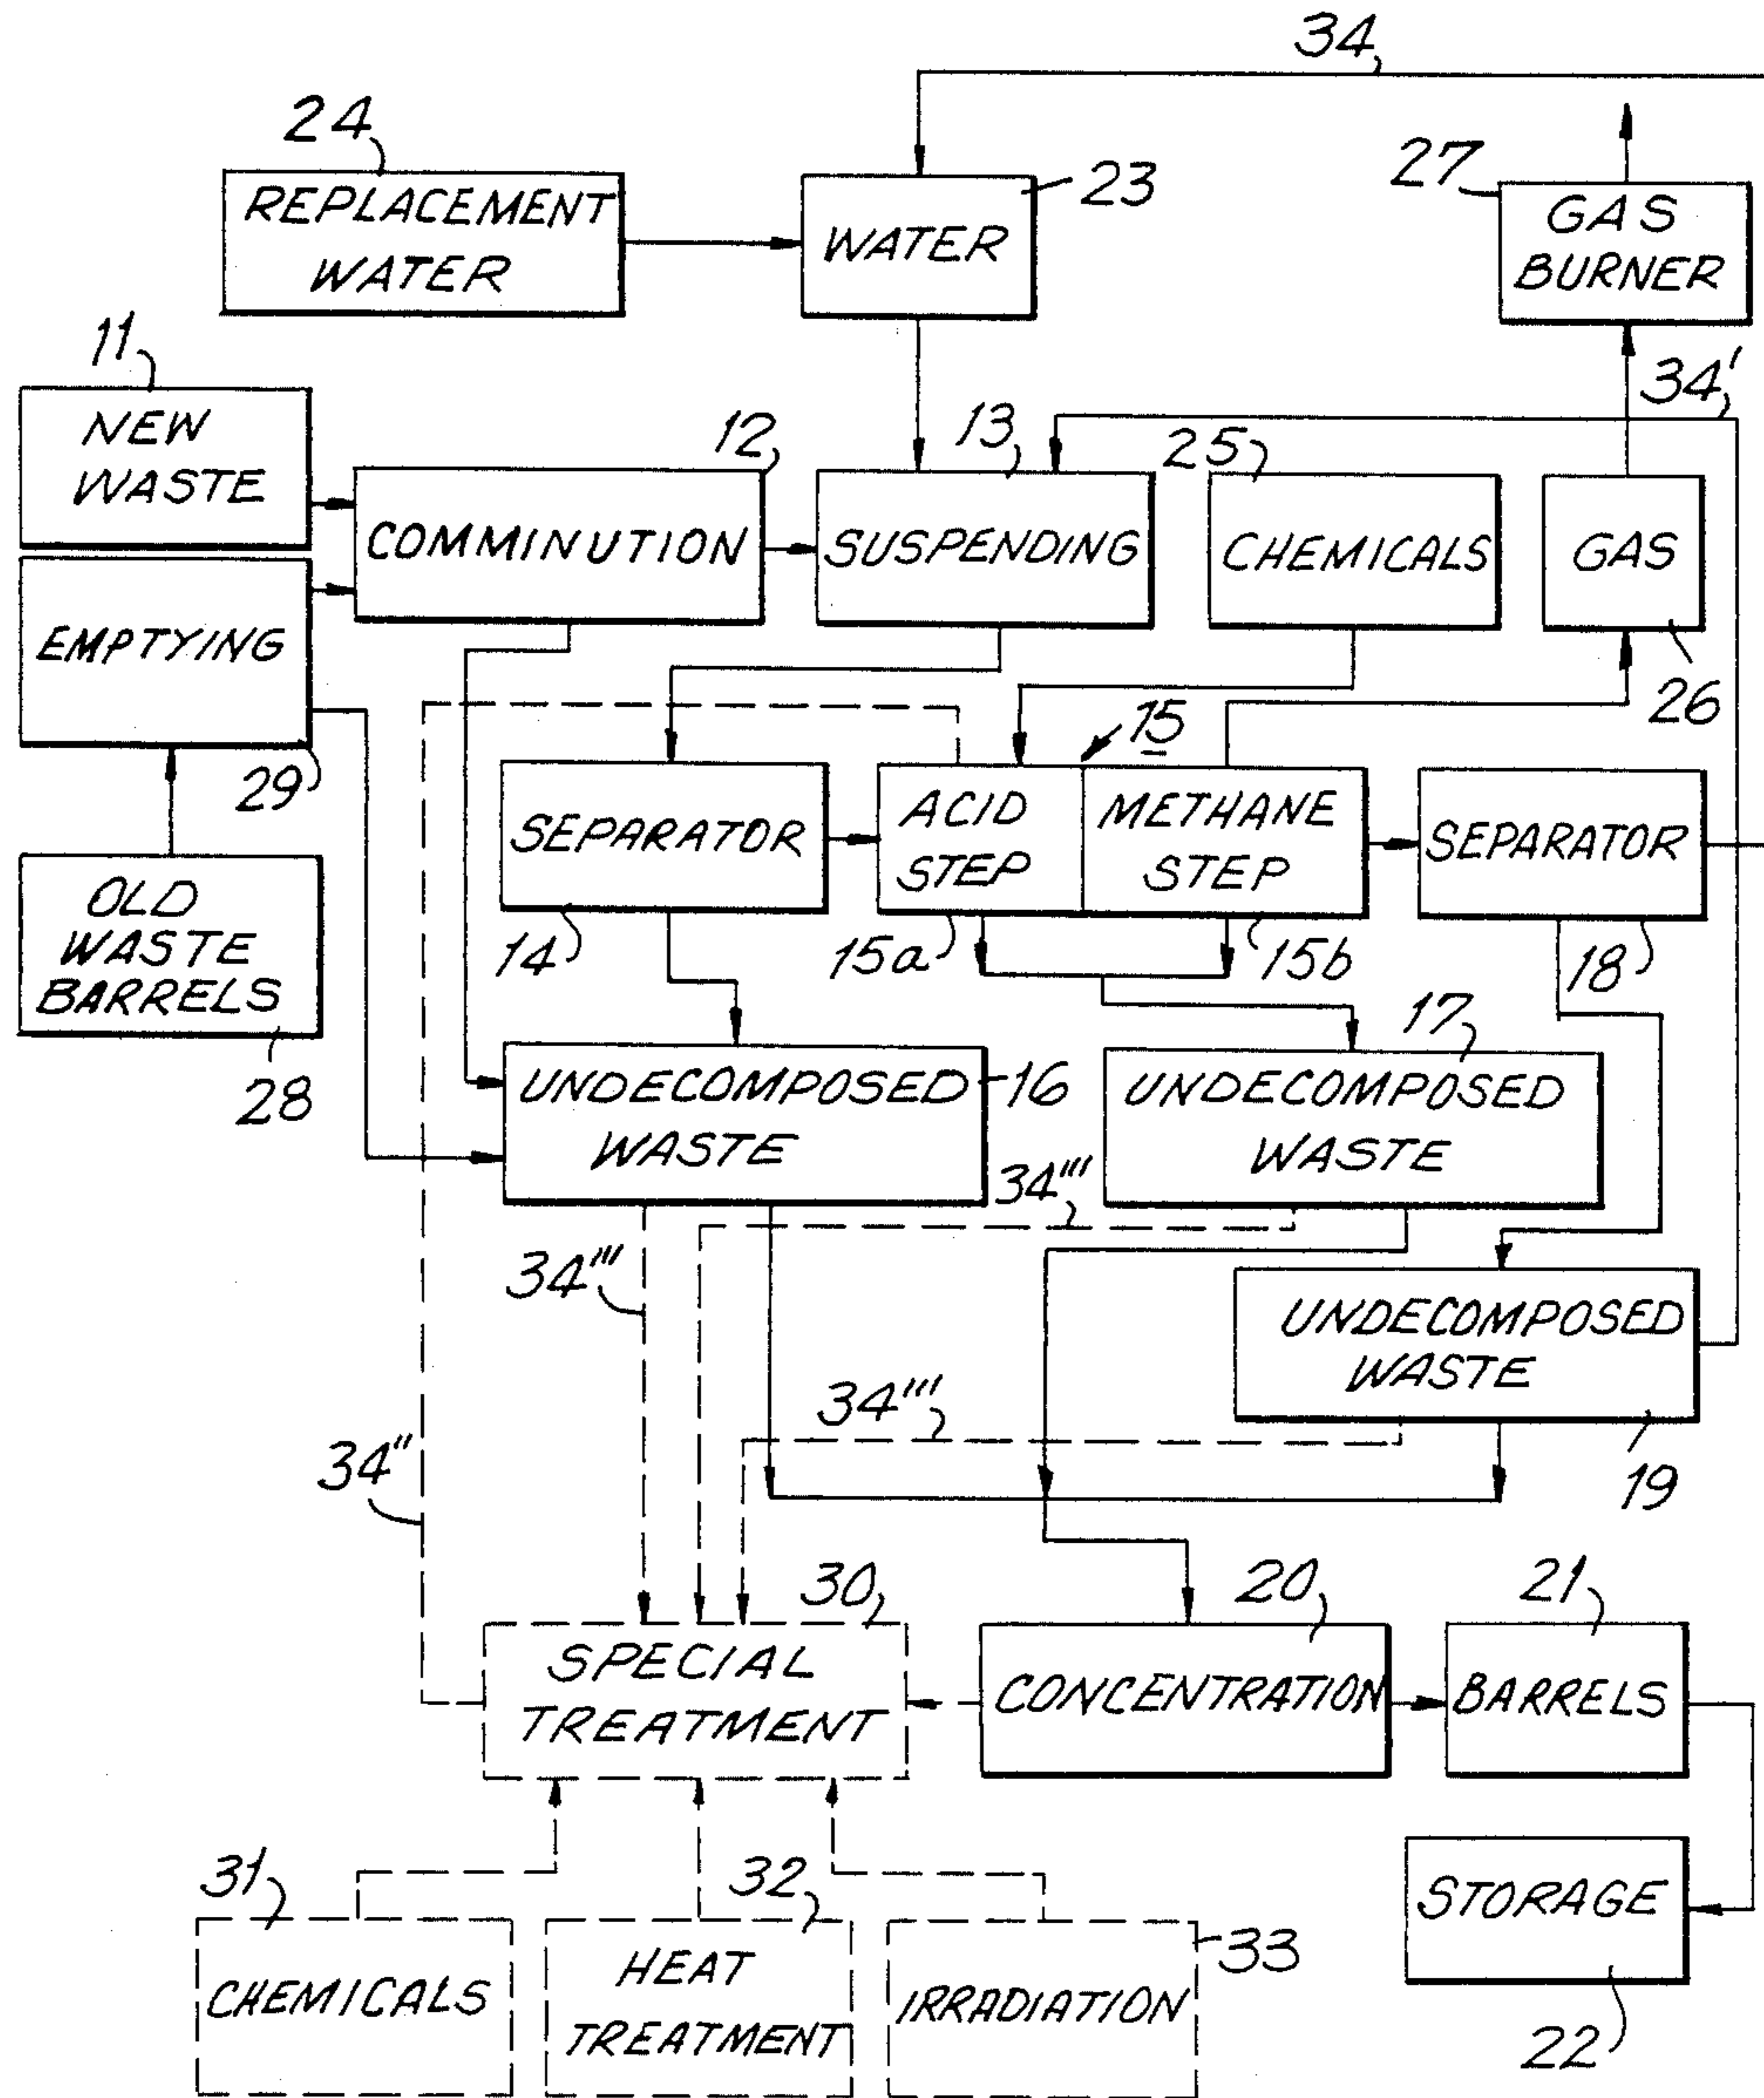 34
24
REPLACEMENT
WATER
23
WATER
27
GAS
BURNER
34'
11
NEW
WASTE
12
COMMINUTION
13
SUSPENDING
25
CHEMICALS
GAS
26
EMPTYING
29
OLD
WASTE
BARRELS
28
SEPARATOR
14
15
ACID
STEP
15a
METHANE
STEP
15b
SEPARATOR
18
UNDECOMPOSED
WASTE
16
17
UNDECOMPOSED
WASTE
34'''
34'''
UNDECOMPOSED
WASTE
19
34'''
34''
30
SPECIAL
TREATMENT
20
CONCENTRATION
21
BARRELS
STORAGE
22
31
CHEMICALS
32
HEAT
TREATMENT
33
IRRADIATION